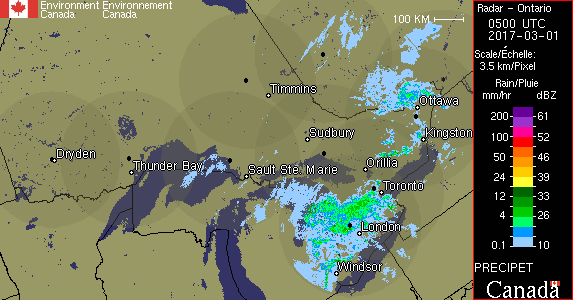 Environment Environnement
Canada Canada
100 KM
Timmins
Ottawa
Sudbury
Kingston
Dryden
Thunder Bay
Sault Ste. Marie
Orillia
Toronto
London
Windsor
Radar - Ontario
0500 UTC
2017-03-01
Scale/Échelle:
3.5 km/Pixel
Rain/Pluie
mm/hr dBZ
200 61
100 52
50 46
24 39
12 33
4 26
0.1 10
PRECIPET
Canada